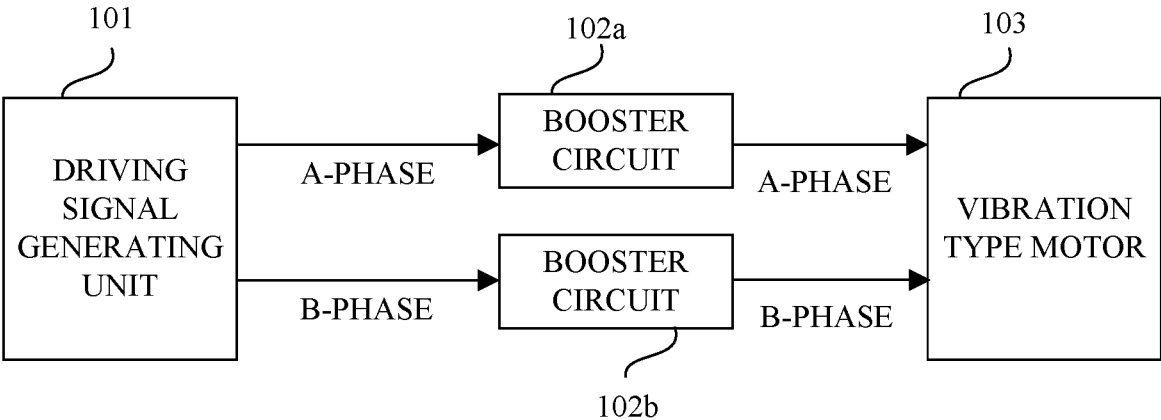 101
102a
103
DRIVING
SIGNAL
GENERATING
UNIT
A-PHASE
B-PHASE
BOOSTER
CIRCUIT
BOOSTER
CIRCUIT
A-PHASE
B-PHASE
VIBRATION
TYPE MOTOR
102b